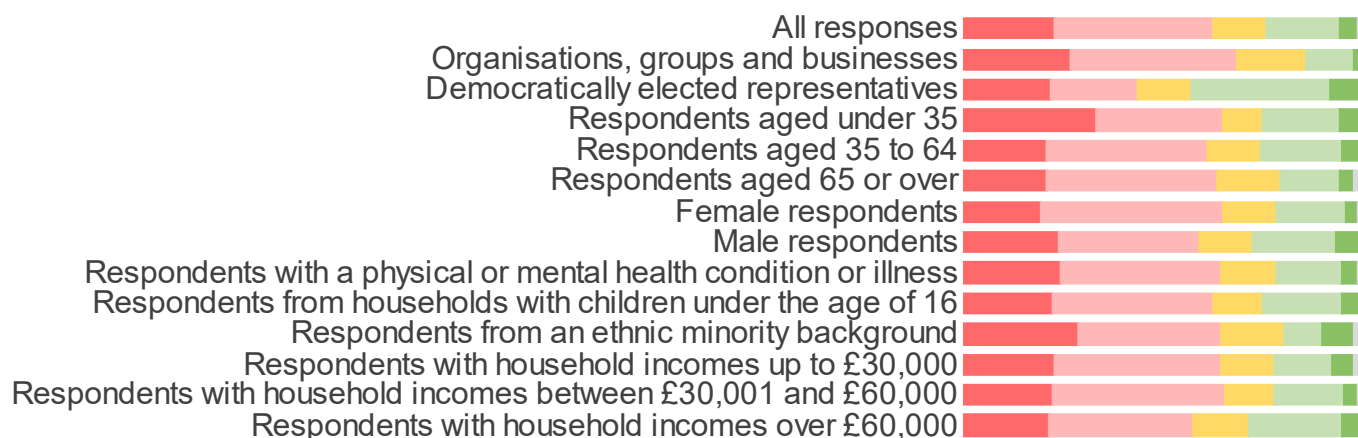 All responses
Organisations, groups and businesses
Democratically elected representatives
Respondents aged under 35
Respondents aged 35 to 64
Respondents aged 65 or over
Female respondents
Male respondents
Respondents with a physical or mental health condition or illness
Respondents from households with children under the age of 16
Respondents from an ethnic minority background
Respondents with household incomes up to £30,000
Respondents with household incomes between £30,001 and £60,000
Respondents with household incomes over £60,000